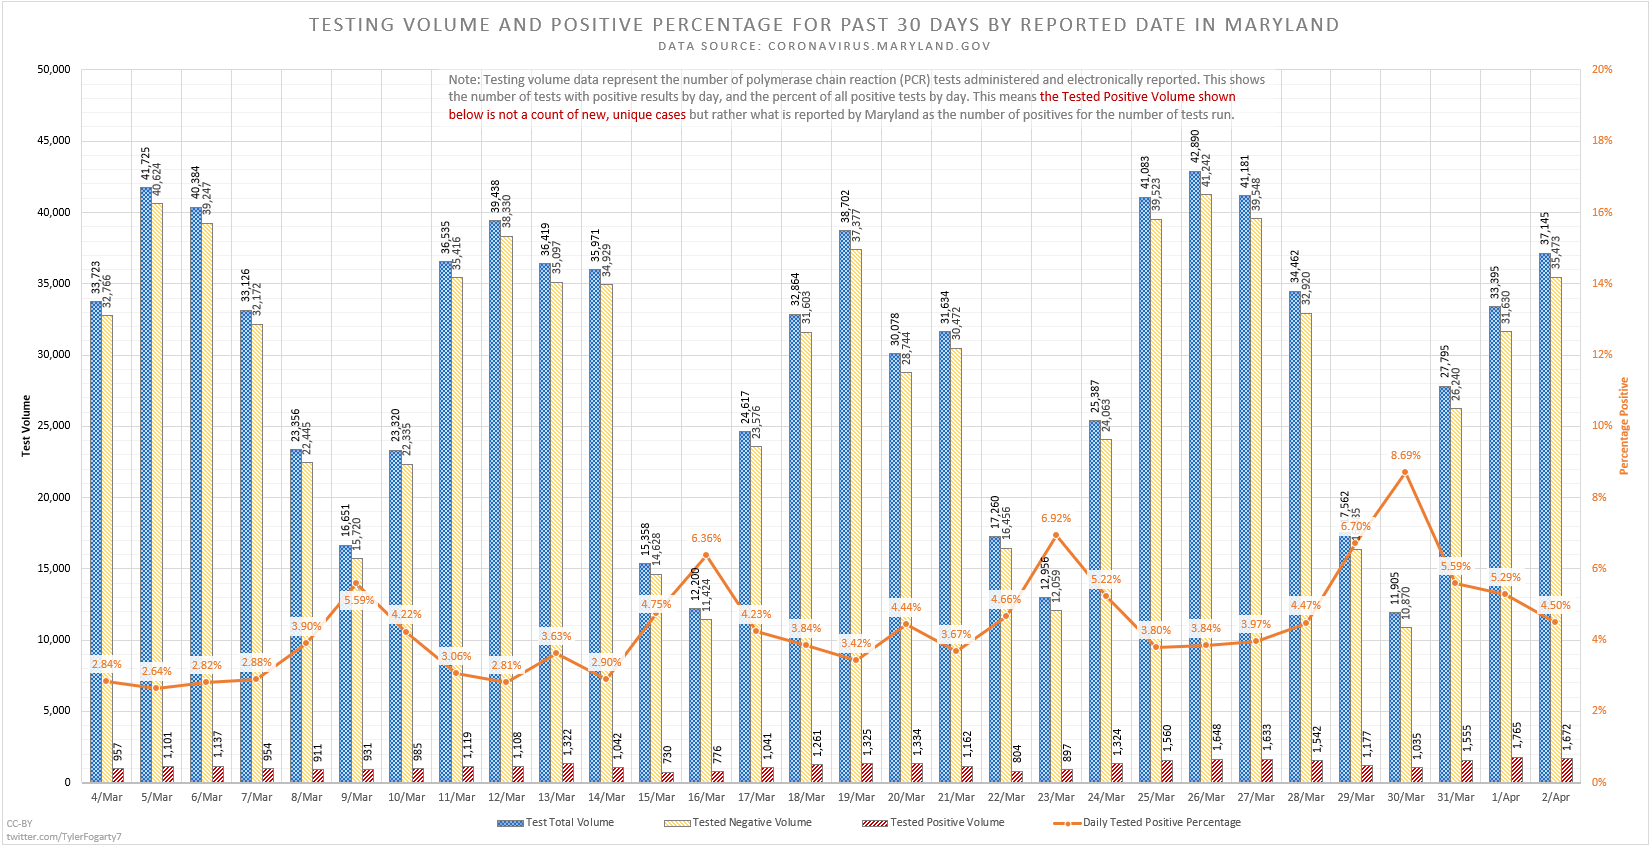 TESTING VOLUME AND POSITIVE PERCENTAGE FOR PAST 30 DAYS BY REPORTED DATE IN MARYLAND
DATA SOURCE: CORONAVIRUS.MARYLAND.GOV
Note: Testing volume data represent the number of polymerase chain reaction (PCR) tests administered and electronically reported. This shows
the number of tests with positive results by day, and the percent of all positive tests by day. This means the Tested Positive Volume shown
below is not a count of new, unique cases but rather what is reported by Maryland as the number of positives for the number of tests run.
Test Volume
50,000
45,000
40,000
35,000
30,000
25,000
20,000
15,000
10,000
5,000
0
33,723 32,766 2.84% 957
41,725 40,624 2.64% 1,101
40,384 39,247 2.82% 1,137
33,126 32,172 2.88% 954
23,356 22,445 3.90% 911
16,651 15,720 5.59% 931
23,320 22,335 4.22% 985
36,535 35,416 3.06% 1,119
39,438 38,330 2.81% 1,108
36,419 35,097 3.63% 1,322
35,971 34,929 2.90% 1,042
15,358 14,628 4.75% 730
12,200 11,424 6.36% 776
24,617 23,576 4.23% 1,041
32,864 31,603 3.84% 1,261
38,702 37,377 3.42% 1,325
30,078 28,744 4.44% 1,334
31,634 30,472 3.67% 1,162
17,260 16,456 4.66% 804
12,956 12,059 6.92% 897
25,387 24,063 5.22% 1,324
41,083 39,523 3.80% 1,560
42,890 41,242 3.84% 1,648
41,181 39,548 3.97% 1,633
34,462 32,920 4.47% 1,542
6.70% 1,177
11,905 10,870 8.69% 1,035
27,795 26,240 5.59% 1,555
33,395 31,630 5.29% 1,765
37,145 35,473 4.50% 1,672
20%
18%
16%
14%
12%
10%
8%
6%
4%
2%
0%
Percentage Positive
4/Mar 5/Mar 6/Mar 7/Mar 8/Mar 9/Mar 10/Mar 11/Mar 12/Mar 13/Mar 14/Mar 15/Mar 16/Mar 17/Mar 18/Mar 19/Mar 20/Mar 21/Mar 22/Mar 23/Mar 24/Mar 25/Mar 26/Mar 27/Mar 28/Mar 29/Mar 30/Mar 31/Mar 1/Apr 2/Apr
Test Total Volume Tested Negative Volume Tested Positive Volume Daily Tested Positive Percentage
CC-BY
twitter.com/TylerFogarty7